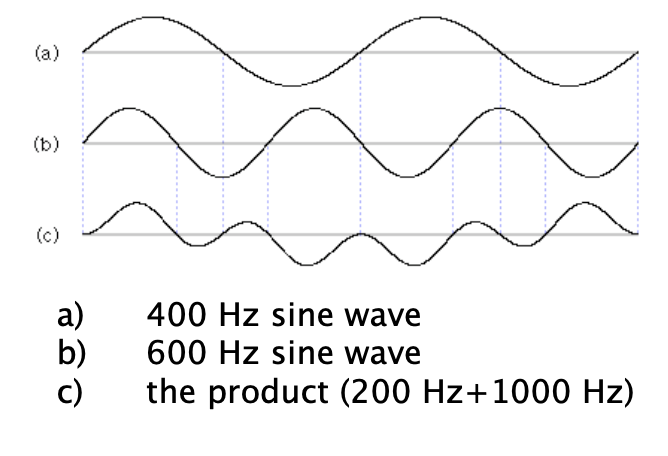 (a)
(b)
(c)
a) 400 Hz sine wave
b) 600 Hz sine wave
c) the product (200 Hz+1000 Hz)